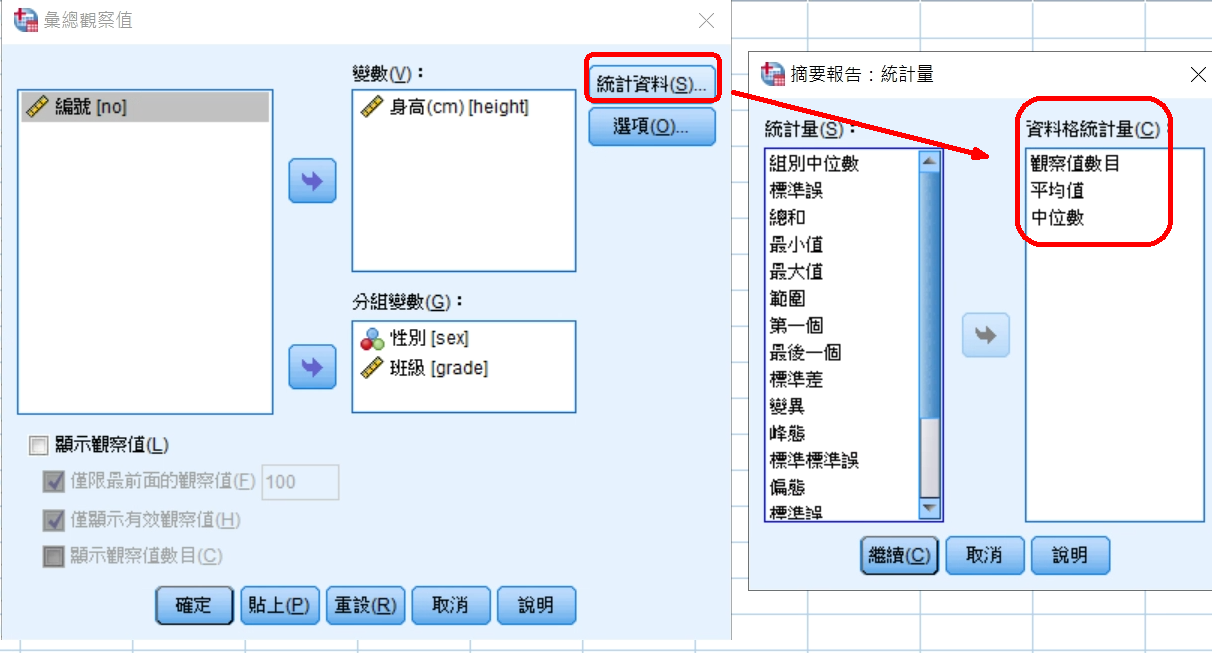 彙總觀察值
編號 [no]
變數(V)：
身高(cm) [height]
分組變數(G)：
性別 [sex]
班級 [grade]
統計資料(S)...
選項(O)...
顯示觀察值(L)
僅限最前面的觀察值(F) 100
僅顯示有效觀察值(H)
顯示觀察值數目(C)
確定 貼上(P) 重設(R) 取消 說明
摘要報告：統計量
統計量(S)：
組別中位數
標準誤
總和
最小值
最大值
範圍
第一個
最後一個
標準差
變異
峰態
標準標準誤
偏態
標準誤
資料格統計量(C)：
觀察值數目
平均值
中位數
繼續(C) 取消 說明